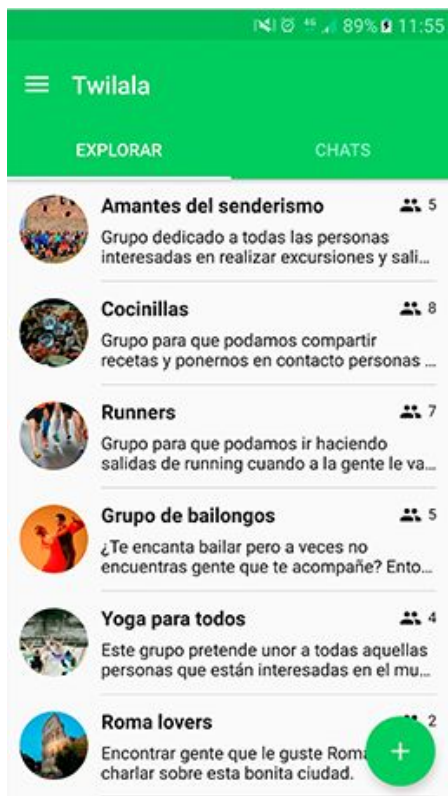 4G 89% 11:55
Twilala
EXPLORAR CHATS
Amantes del senderismo 5
Grupo dedicado a todas las personas
interesadas en realizar excursiones y sali...
Cocinillas 8
Grupo para que podamos compartir
recetas y ponernos en contacto personas ...
Runners 7
Grupo para que podamos ir haciendo
salidas de running cuando a la gente le va...
Grupo de bailongos 5
¿Te encanta bailar pero a veces no
encuentras gente que te acompañe? Ento...
Yoga para todos 4
Este grupo pretende unor a todas aquellas
personas que están interesadas en el mu...
Roma lovers 2
Encontrar gente que le guste Roma
charlar sobre esta bonita ciudad.